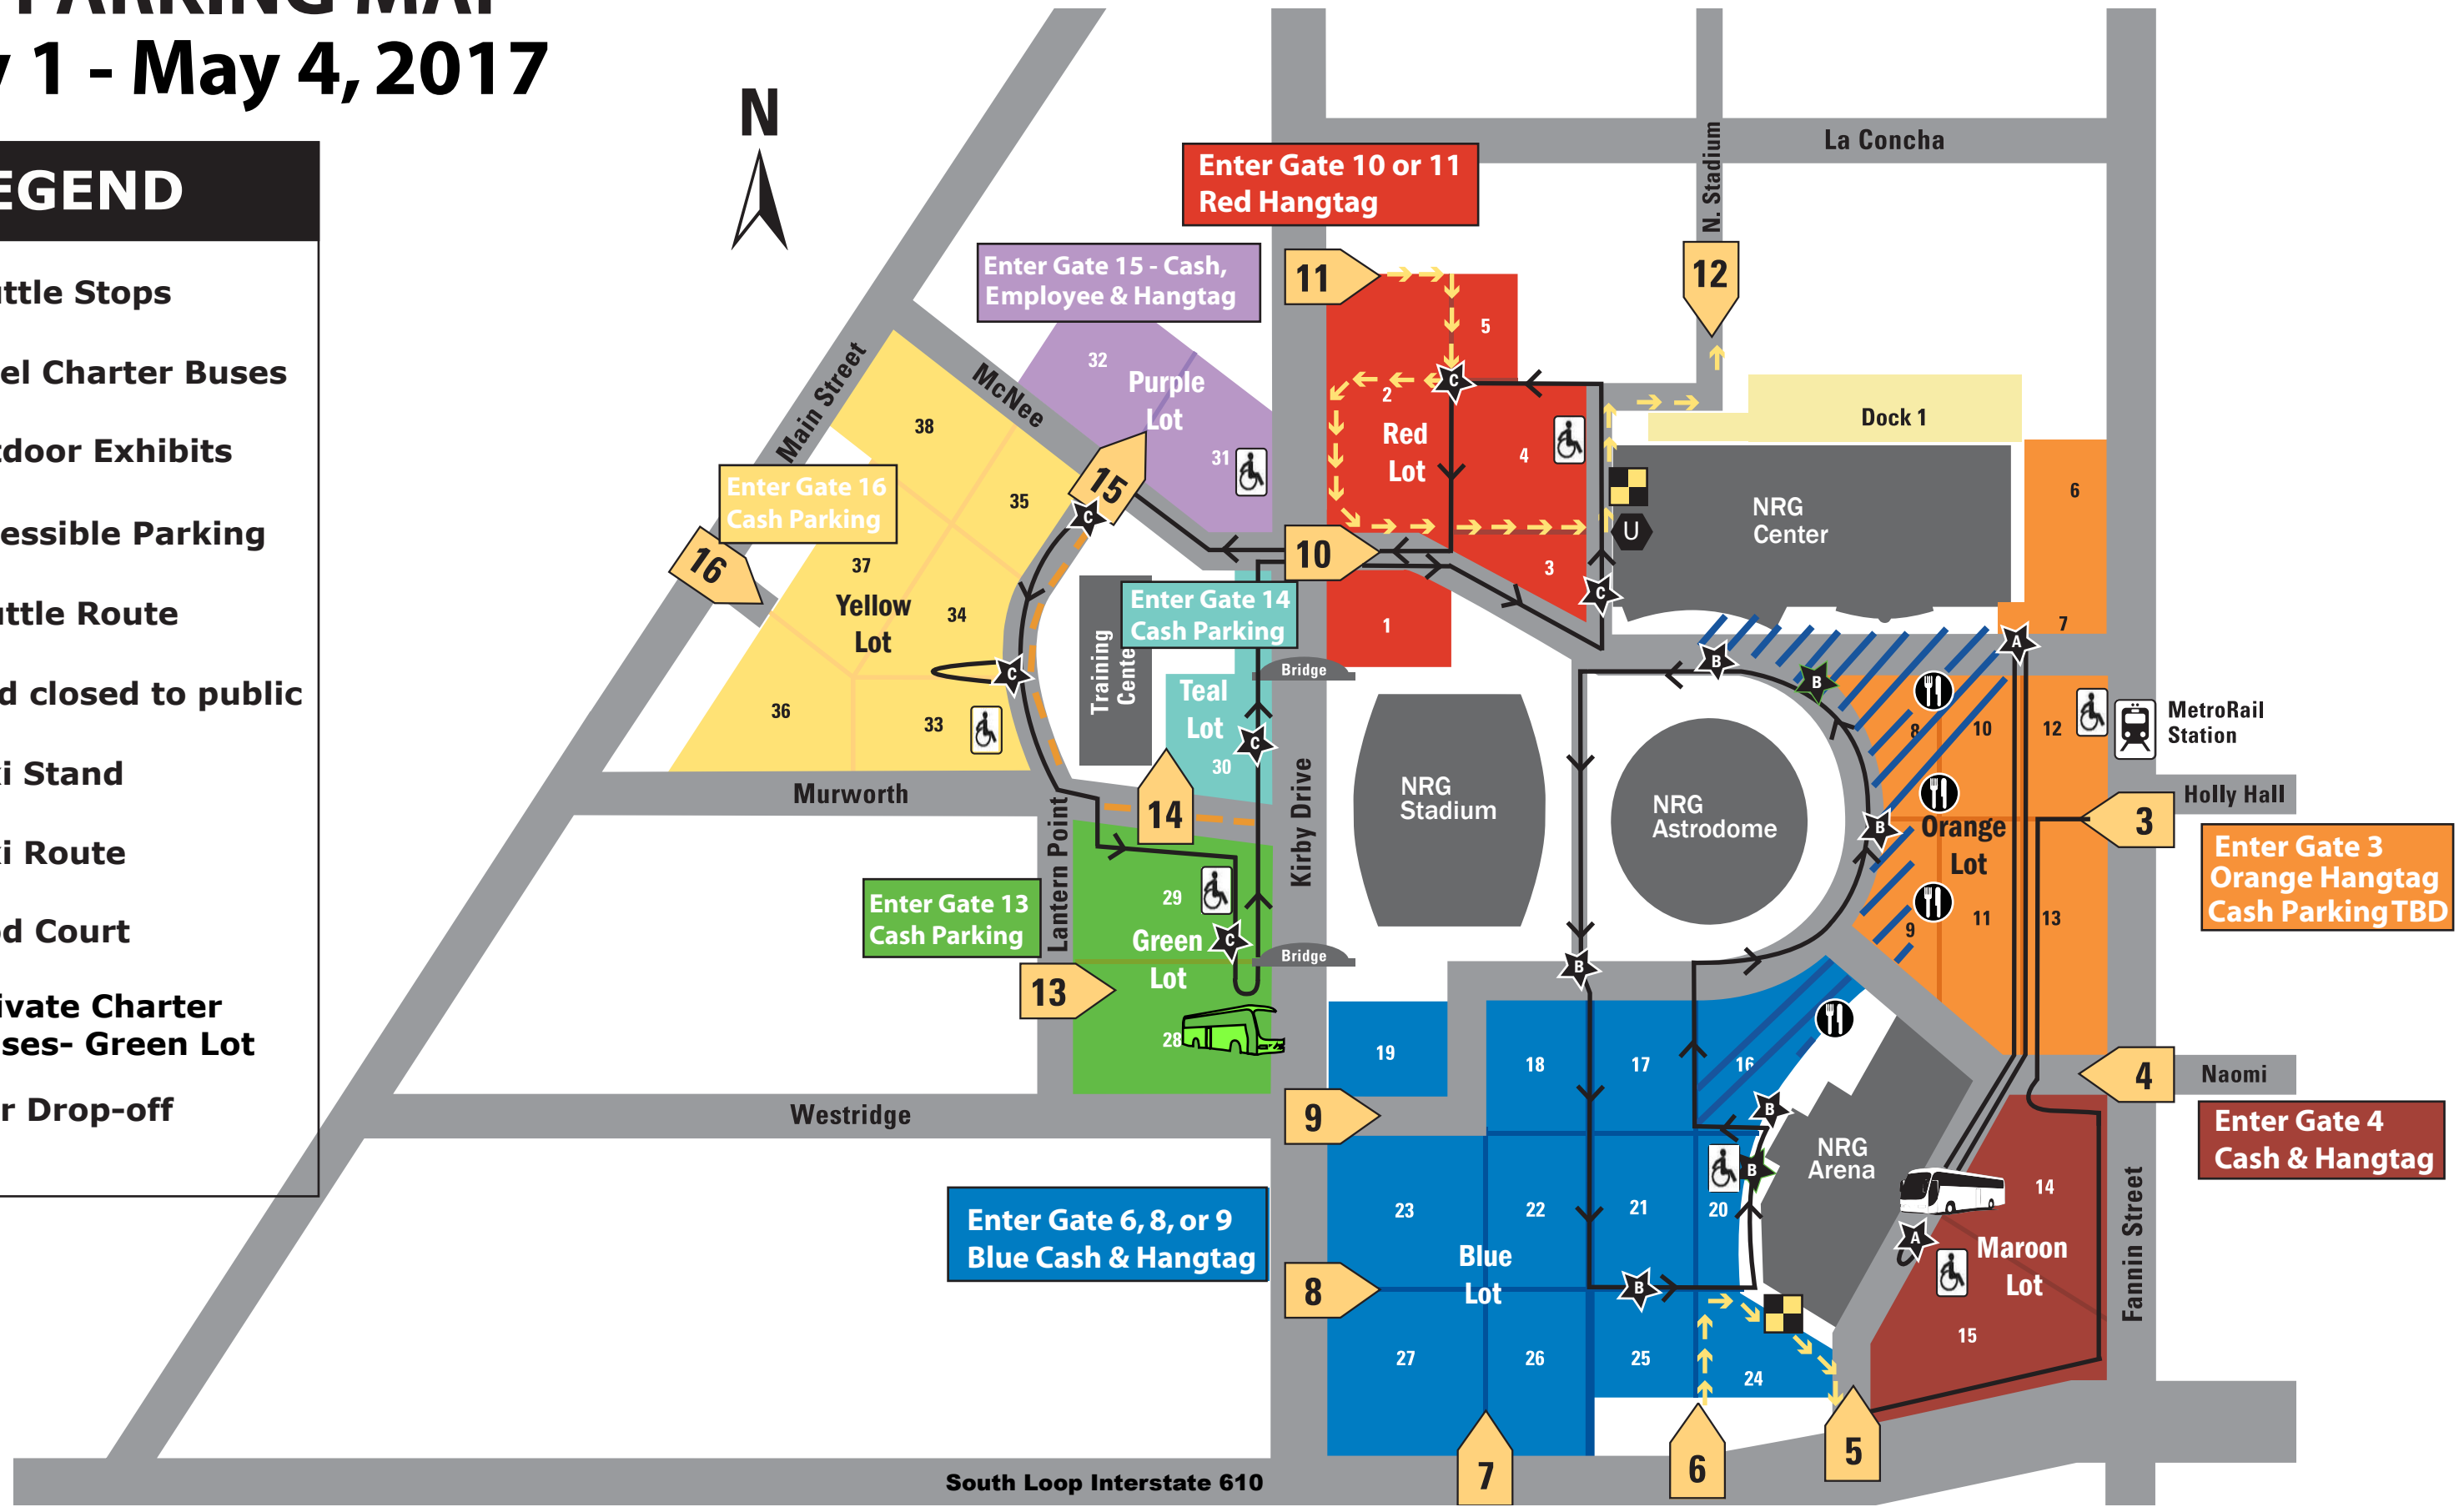 PARKING MAP
1 - May 4, 2017
N
EGEND
uttle Stops
el Charter Buses
tdoor Exhibits
essible Parking
uttle Route
d closed to public
i Stand
i Route
d Court
ivate Charter
ses- Green Lot
r Drop-off
La Concha
N. Stadium
Enter Gate 10 or 11
Red Hangtag
Enter Gate 15 - Cash,
Employee & Hangtag
11
12
5
32
Purple
Lot
31
McNee
Main Street
38
35
2
Red
Lot
4
C
Dock 1
Enter Gate 16
Cash Parking
15
C
16
37
Yellow
Lot
34
36
33
C
10
3
1
U
C
NRG
Center
6
7
A
Training
Center
Enter Gate 14
Cash Parking
Teal
Lot
30
C
Bridge
B
B
8
10
12
MetroRail
Station
Murworth
Lantern Point
14
Kirby Drive
NRG
Stadium
NRG
Astrodome
B
Orange
Lot
Holly Hall
3
Enter Gate 3
Orange Hangtag
Cash Parking TBD
9
11
13
Enter Gate 13
Cash Parking
29
Green
Lot
C
13
28
Bridge
B
19
18
17
16
4
Naomi
Enter Gate 4
Cash & Hangtag
Westridge
9
B
B
NRG
Arena
14
A
Maroon
Lot
15
Fannin Street
Enter Gate 6, 8, or 9
Blue Cash & Hangtag
23
22
21
20
Blue
Lot
8
B
27
26
25
24
7
6
5
South Loop Interstate 610